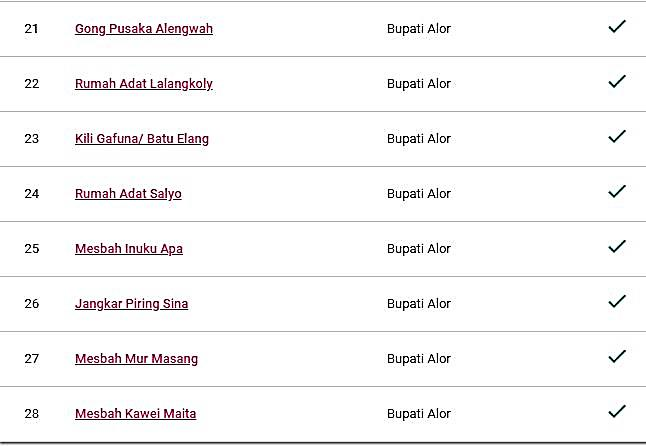 21 Gong Pusaka Alengwah Bupati Alor ✓
22 Rumah Adat Lalangkoly Bupati Alor ✓
23 Kili Gafuna/ Batu Elang Bupati Alor ✓
24 Rumah Adat Salyo Bupati Alor ✓
25 Mesbah Inuku Apa Bupati Alor ✓
26 Jangkar Piring Sina Bupati Alor ✓
27 Mesbah Mur Masang Bupati Alor ✓
28 Mesbah Kawei Maita Bupati Alor ✓